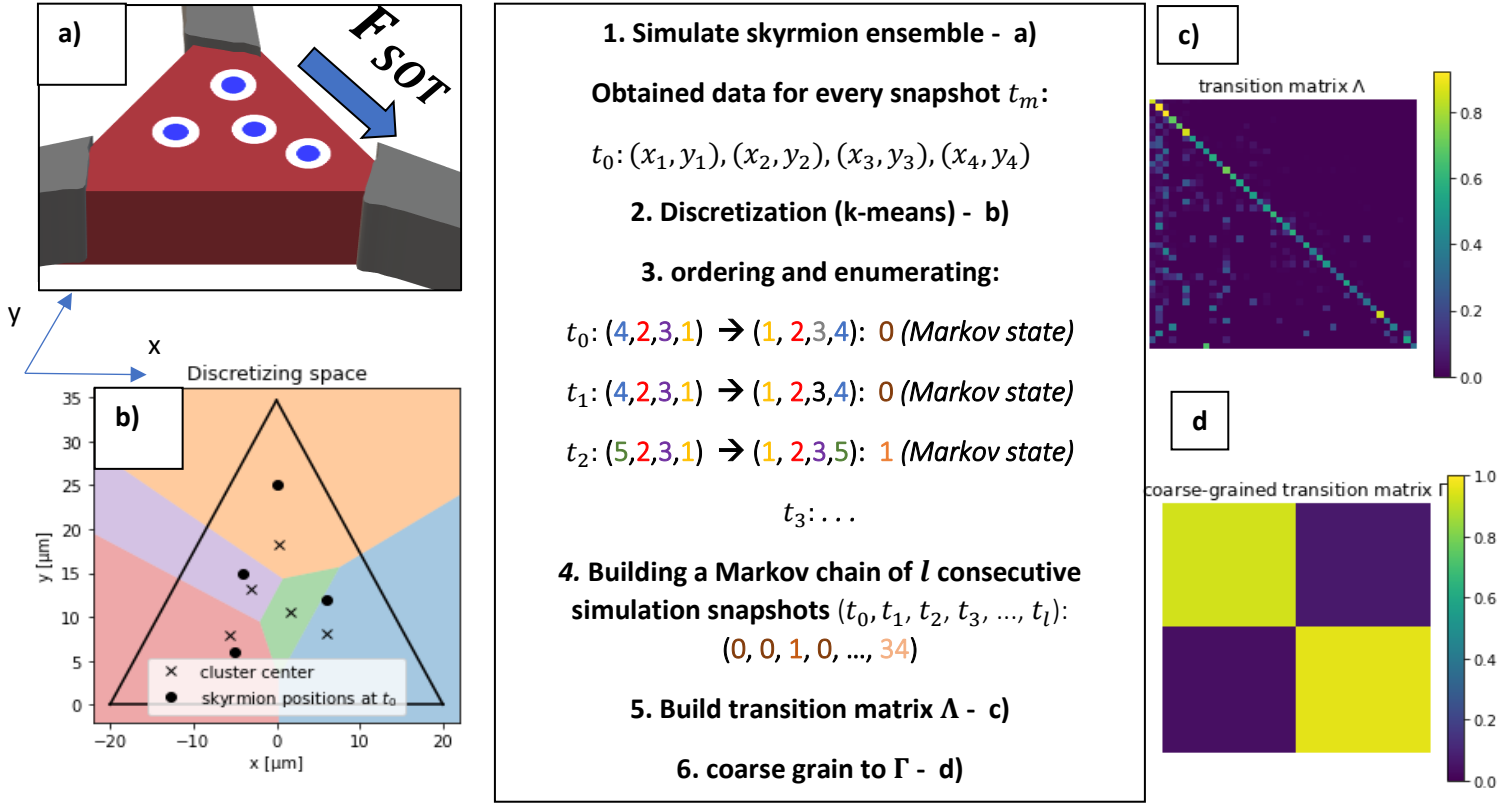 a)
F SOT
y
x
Discretizing space
b)
35
30
25
20
15
10
5
0
y [µm]
× cluster center
● skyrmion positions at t₀
−20 −10 0 10 20
x [µm]
1. Simulate skyrmion ensemble - a)
Obtained data for every snapshot tₘ:
t₀: (x₁, y₁), (x₂, y₂), (x₃, y₃), (x₄, y₄)
2. Discretization (k-means) - b)
3. ordering and enumerating:
t₀: (4,2,3,1) → (1, 2,3,4): 0 (Markov state)
t₁: (4,2,3,1) → (1, 2,3,4): 0 (Markov state)
t₂: (5,2,3,1) → (1, 2,3,5): 1 (Markov state)
t₃: . . .
4. Building a Markov chain of l consecutive
simulation snapshots (t₀, t₁, t₂, t₃, ..., tₗ):
(0, 0, 1, 0, ..., 34)
5. Build transition matrix Λ - c)
6. coarse grain to Γ - d)
c)
transition matrix Λ
0.8
0.6
0.4
0.2
0.0
d
coarse-grained transition matrix Γ
1.0
0.8
0.6
0.4
0.2
0.0